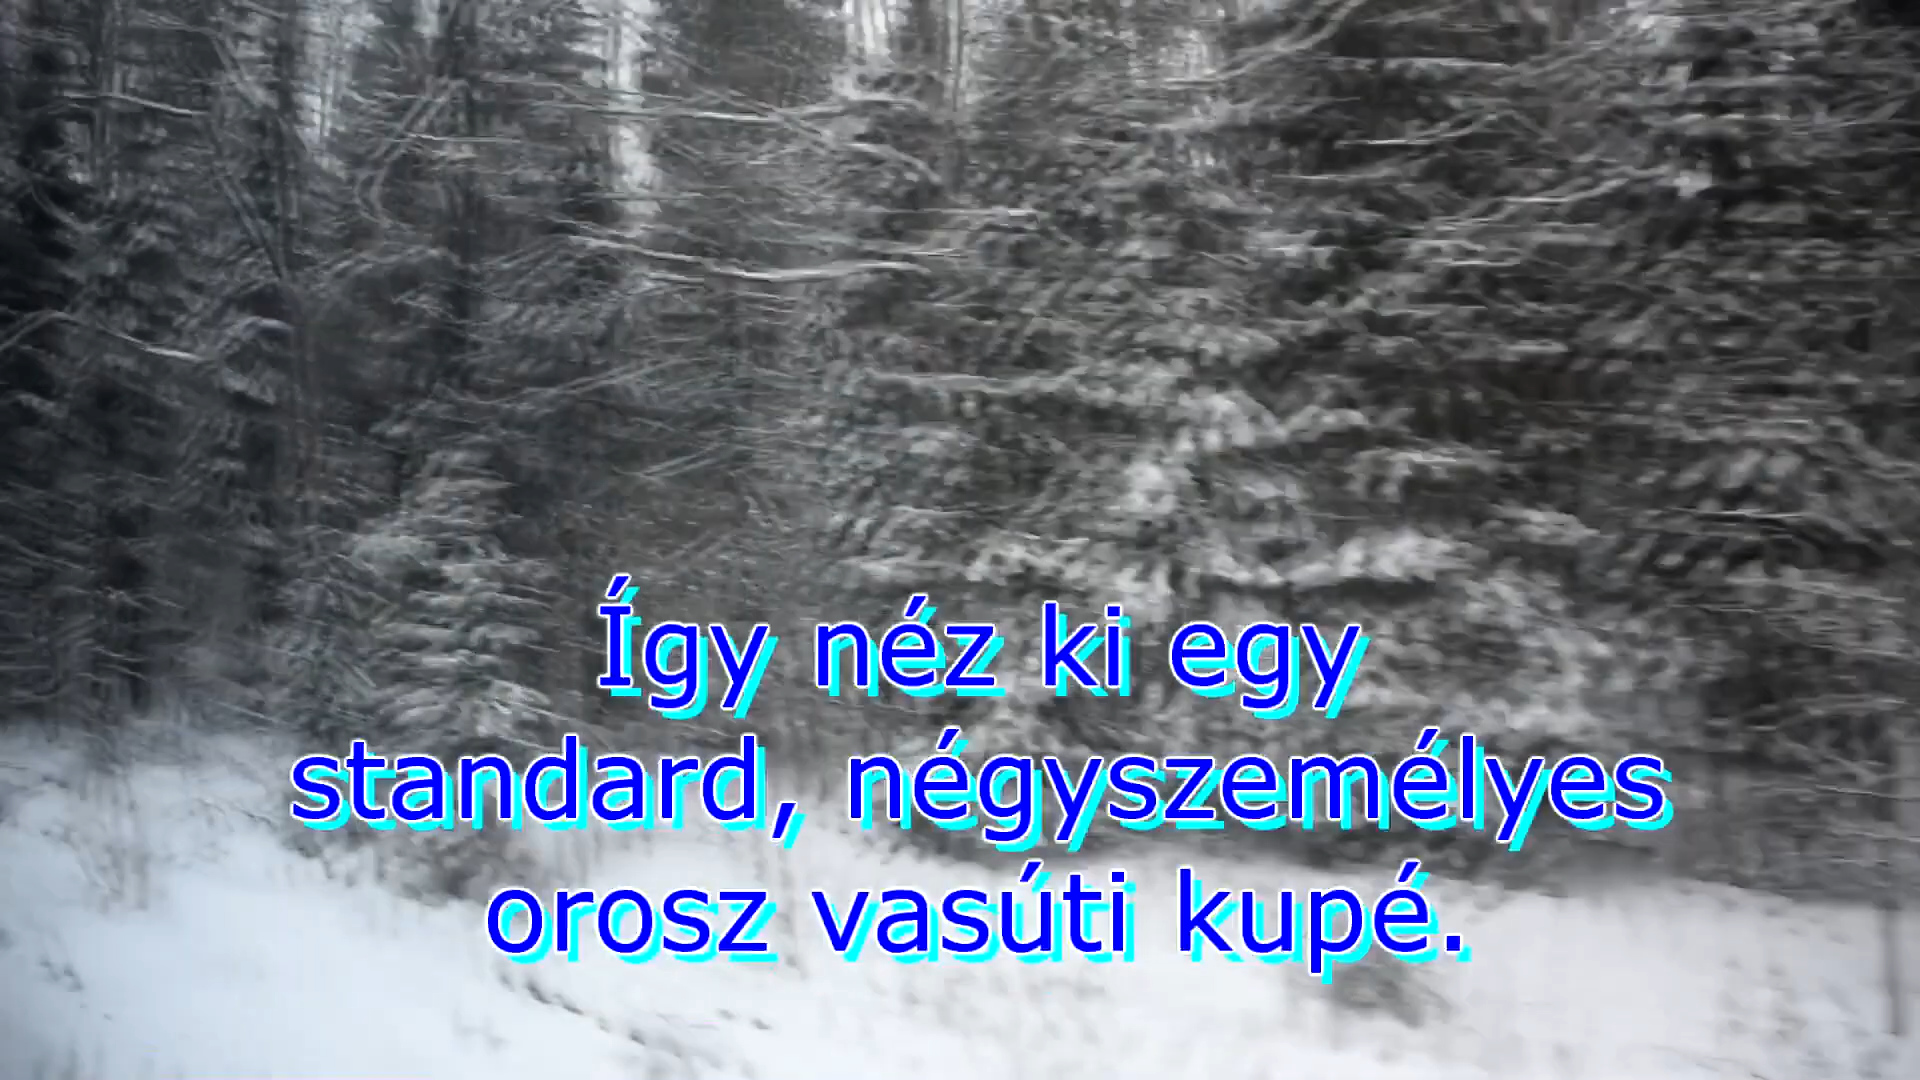 Így néz ki egy
standard, négyszemélyes
orosz vasúti kupé.